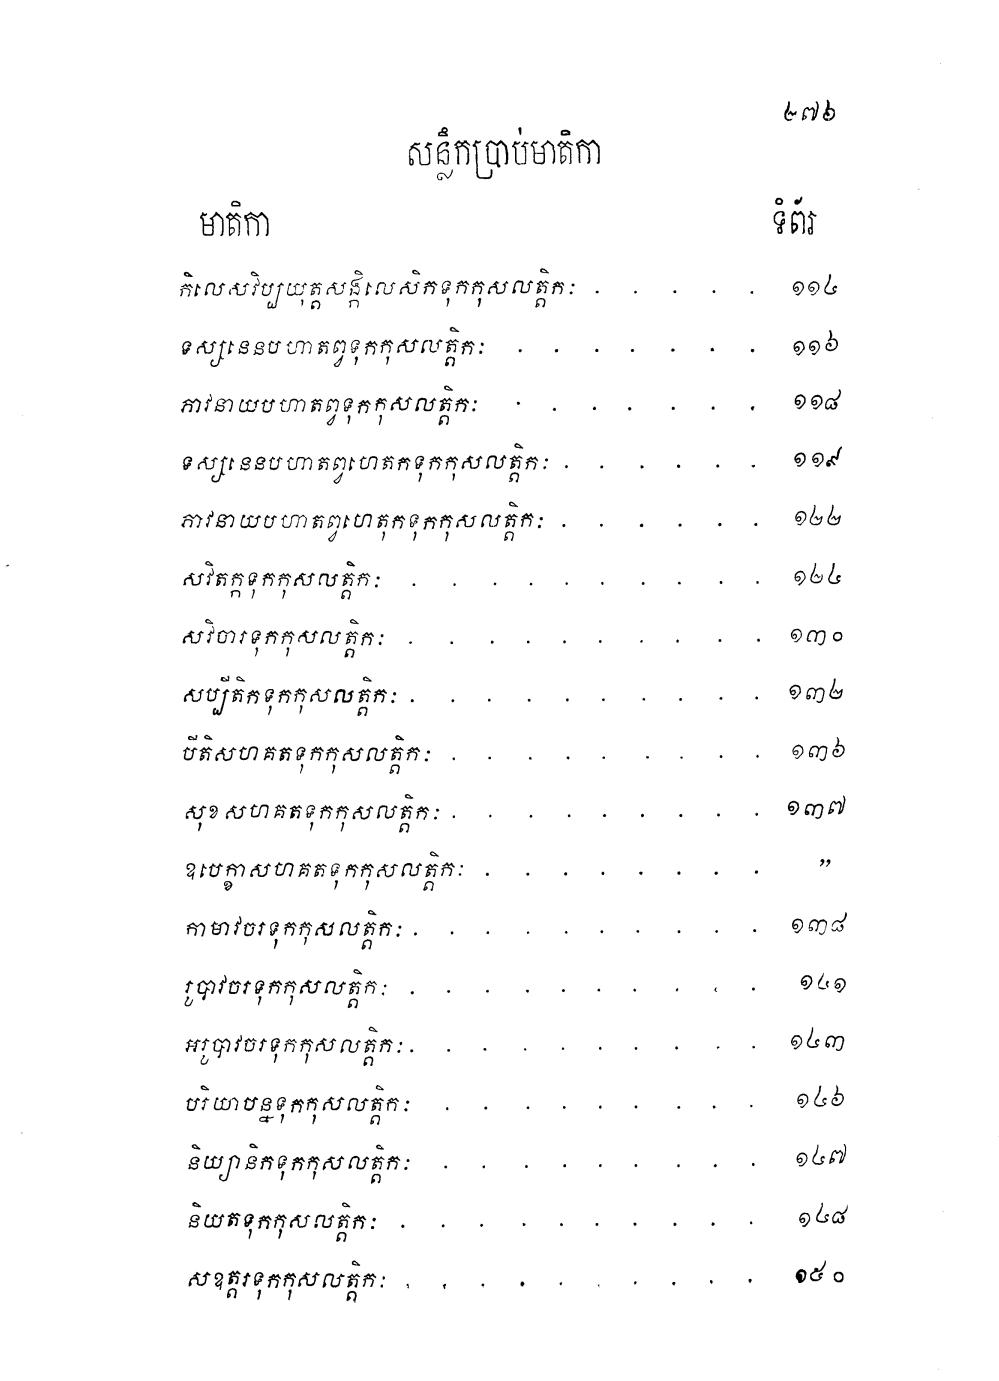 ២៧៦
សន្លឹកប្រាប់មាតិកា
មាតិកា ទំព័រ
កិលេសវិប្បយុត្តសង្កិលេសិកទុកកុសលត្តិកៈ . . . . . ១១៤
ទស្សនេនបហាតព្វទុកកុសលត្តិកៈ . . . . . . . ១១៦
ភាវនាយបហាតព្វទុកកុសលត្តិកៈ . . . . . . . ១១៨
ទស្សនេនបហាតព្វហេតកទុកកុសលត្តិកៈ . . . . . . ១១៩
ភាវនាយបហាតព្វហេតុកទុកកុសលត្តិកៈ . . . . . . ១២២
សវិតក្កទុកកុសលត្តិកៈ . . . . . . . . . . ១២៤
សវិចារទុកកុសលត្តិកៈ . . . . . . . . . . ១៣០
សប្បីតិកទុកកុសលត្តិកៈ . . . . . . . . . . ១៣២
បីតិសហគតទុកកុសលត្តិកៈ . . . . . . . . . ១៣៦
សុខសហគតទុកកុសលត្តិកៈ . . . . . . . . . ១៣៧
ឧបេក្ខាសហគតទុកកុសលត្តិកៈ . . . . . . . . ”
កាមាវចរទុកកុសលត្តិកៈ . . . . . . . . . . ១៣៨
រូបាវចរទុកកុសលត្តិកៈ . . . . . . . . . . ១៤១
អរូបាវចរទុកកុសលត្តិកៈ . . . . . . . . . . ១៤៣
បរិយាបន្នទុកកុសលត្តិកៈ . . . . . . . . . ១៤៦
និយ្យានិកទុកកុសលត្តិកៈ . . . . . . . . . ១៤៧
និយតទុកកុសលត្តិកៈ . . . . . . . . . . ១៤៨
សឧត្តរទុកកុសលត្តិកៈ . . . . . . . . . . ១៥០